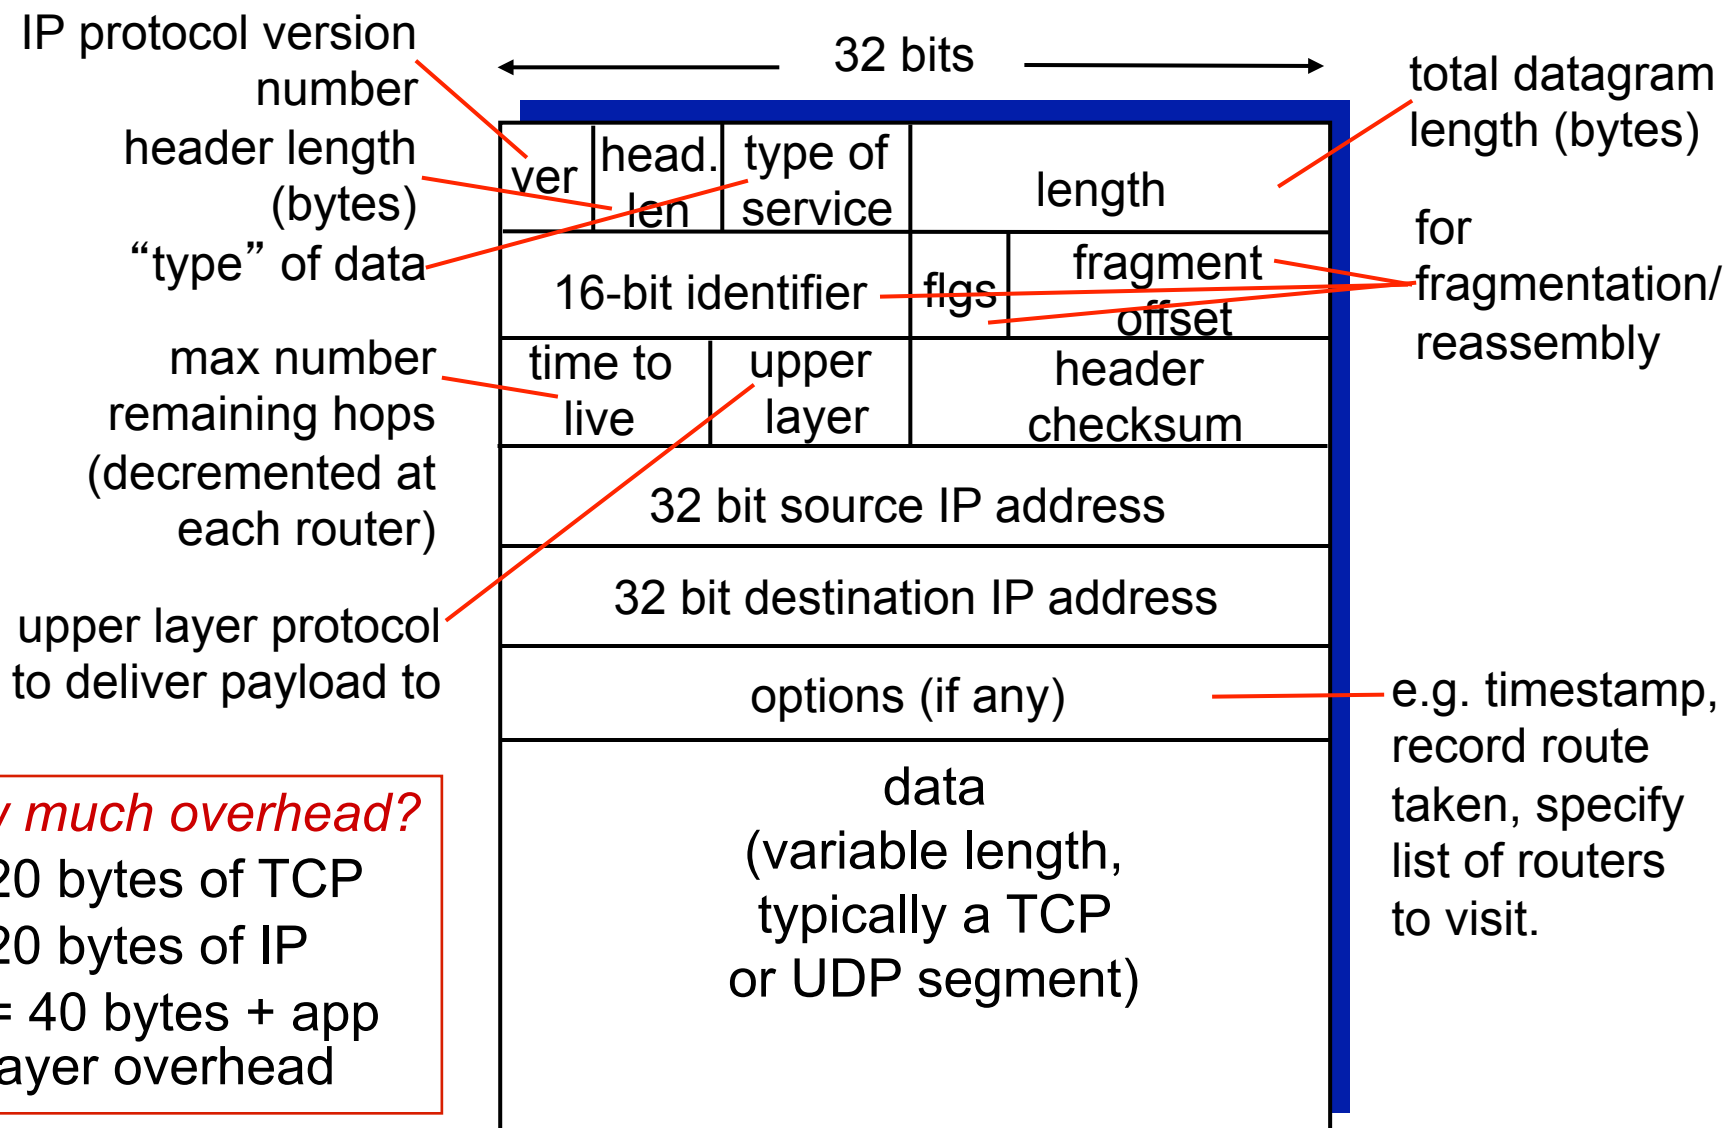 IP protocol version
number
header length
(bytes)
“type” of data
max number
remaining hops
(decremented at
each router)
upper layer protocol
to deliver payload to
much overhead?
20 bytes of TCP
20 bytes of IP
= 40 bytes + app
ayer overhead
32 bits
ver
head.
len
type of
service
length
16-bit identifier
flgs
fragment
offset
time to
live
upper
layer
header
checksum
32 bit source IP address
32 bit destination IP address
options (if any)
data
(variable length,
typically a TCP
or UDP segment)
total datagram
length (bytes)
for
fragmentation/
reassembly
e.g. timestamp,
record route
taken, specify
list of routers
to visit.